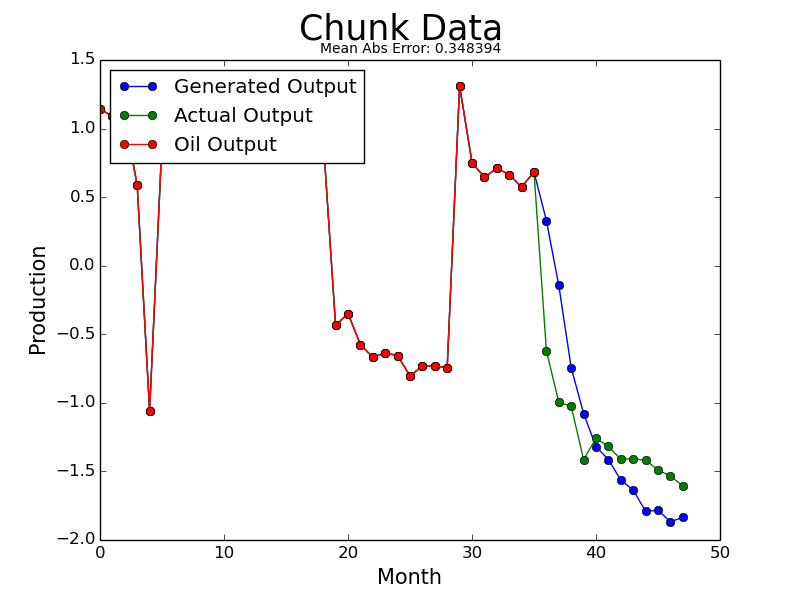 Chunk Data
Mean Abs Error: 0.348394
Generated Output
Actual Output
Oil Output
1.5
1.0
0.5
0.0
−0.5
−1.0
−1.5
−2.0
Production
0 10 20 30 40 50
Month